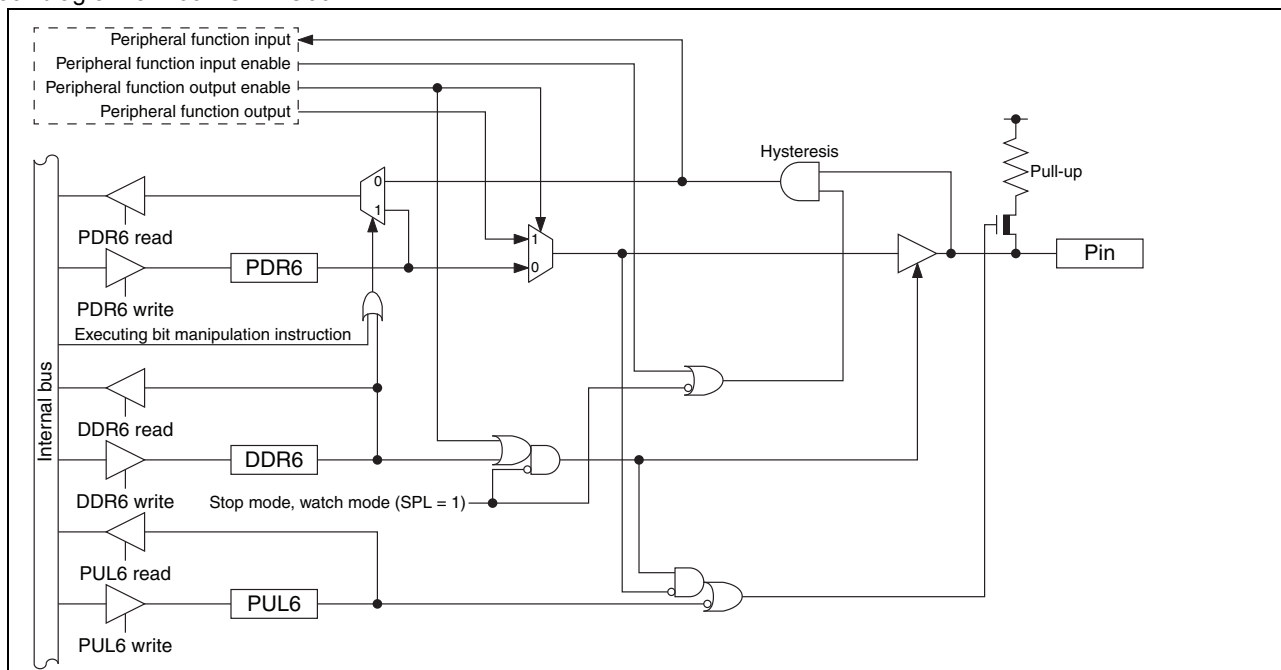 Peripheral function input
Peripheral function input enable
Peripheral function output enable
Peripheral function output
Hysteresis
Pull-up
0
1
PDR6 read
1
0
PDR6
Pin
PDR6 write
Executing bit manipulation instruction
Internal bus
DDR6 read
DDR6
DDR6 write
Stop mode, watch mode (SPL = 1)
PUL6 read
PUL6
PUL6 write